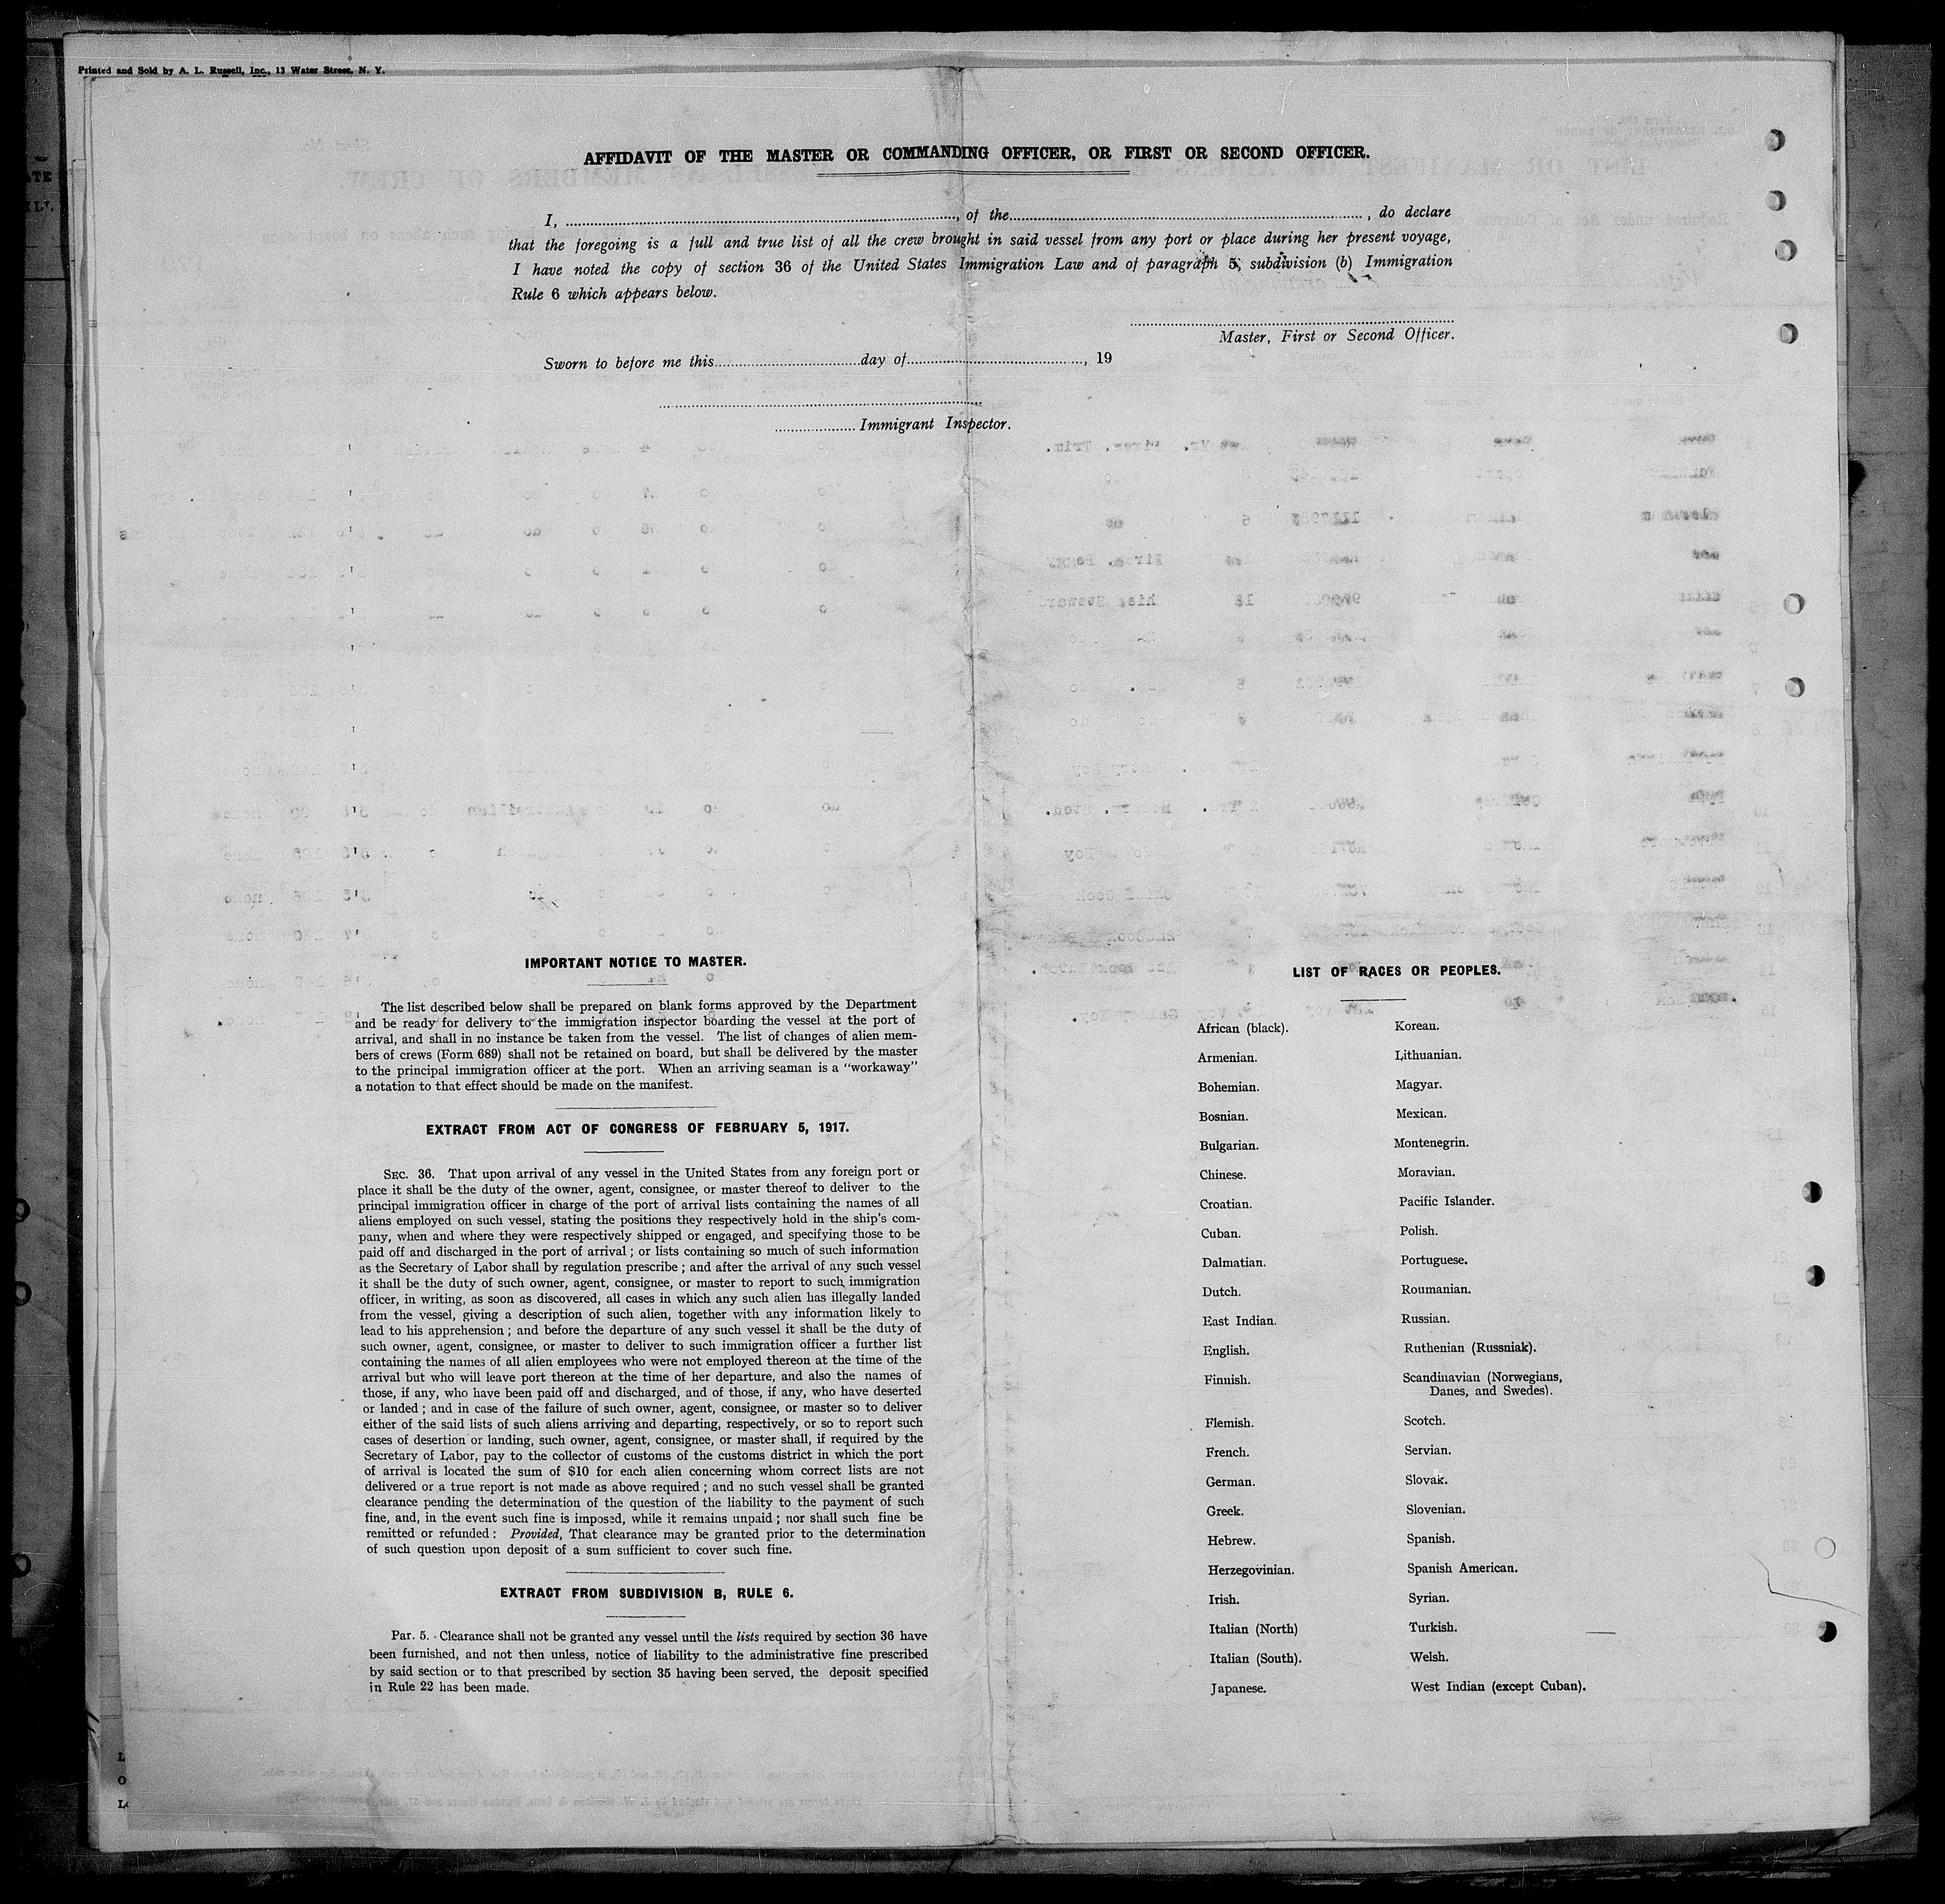 Printed and Sold by A. L. Russell, Inc., 13 Water Street, N. Y.
AFFIDAVIT OF THE MASTER OR COMMANDING OFFICER, OR FIRST OR SECOND OFFICER.
I, ........................, of the........................, do declare
that the foregoing is a full and true list of all the crew brought in said vessel from any port or place during her present voyage,
I have noted the copy of section 36 of the United States Immigration Law and of paragraph 5, subdivision (b) Immigration
Rule 6 which appears below.
Master, First or Second Officer.
Sworn to before me this........................day of........................, 19
.................... Immigrant Inspector.
IMPORTANT NOTICE TO MASTER.
The list described below shall be prepared on blank forms approved by the Department
and be ready for delivery to the immigration inspector boarding the vessel at the port of
arrival, and shall in no instance be taken from the vessel. The list of changes of alien mem-
bers of crews (Form 689) shall not be retained on board, but shall be delivered by the master
to the principal immigration officer at the port. When an arriving seaman is a "workaway"
a notation to that effect should be made on the manifest.
EXTRACT FROM ACT OF CONGRESS OF FEBRUARY 5, 1917.
SEC. 36. That upon arrival of any vessel in the United States from any foreign port or
place it shall be the duty of the owner, agent, consignee, or master thereof to deliver to the
principal immigration officer in charge of the port of arrival lists containing the names of all
aliens employed on such vessel, stating the positions they respectively hold in the ship's com-
pany, when and where they were respectively shipped or engaged, and specifying those to be
paid off and discharged in the port of arrival; or lists containing so much of such information
as the Secretary of Labor shall by regulation prescribe; and after the arrival of any such vessel
it shall be the duty of such owner, agent, consignee, or master to report to such immigration
officer, in writing, as soon as discovered, all cases in which any such alien has illegally landed
from the vessel, giving a description of such alien, together with any information likely to
lead to his apprehension; and before the departure of any such vessel it shall be the duty of
such owner, agent, consignee, or master to deliver to such immigration officer a further list
containing the names of all alien employees who were not employed thereon at the time of the
arrival but who will leave port thereon at the time of her departure, and also the names of
those, if any, who have been paid off and discharged, and of those, if any, who have deserted
or landed; and in case of the failure of such owner, agent, consignee, or master so to deliver
either of the said lists of such aliens arriving and departing, respectively, or so to report such
cases of desertion or landing, such owner, agent, consignee, or master shall, if required by the
Secretary of Labor, pay to the collector of customs of the customs district in which the port
of arrival is located the sum of $10 for each alien concerning whom correct lists are not
delivered or a true report is not made as above required; and no such vessel shall be granted
clearance pending the determination of the question of the liability to the payment of such
fine, and, in the event such fine is imposed, while it remains unpaid; nor shall such fine be
remitted or refunded: Provided, That clearance may be granted prior to the determination
of such question upon deposit of a sum sufficient to cover such fine.
EXTRACT FROM SUBDIVISION B, RULE 6.
Par. 5. Clearance shall not be granted any vessel until the lists required by section 36 have
been furnished, and not then unless, notice of liability to the administrative fine prescribed
by said section or to that prescribed by section 35 having been served, the deposit specified
in Rule 22 has been made.
LIST OF RACES OR PEOPLES.
African (black).
Armenian.
Bohemian.
Bosnian.
Bulgarian.
Chinese.
Croatian.
Cuban.
Dalmatian.
Dutch.
East Indian.
English.
Finnish.
Flemish.
French.
German.
Greek.
Hebrew.
Herzegovinian.
Irish.
Italian (North)
Italian (South).
Japanese.
Korean.
Lithuanian.
Magyar.
Mexican.
Montenegrin.
Moravian.
Pacific Islander.
Polish.
Portuguese.
Roumanian.
Russian.
Ruthenian (Russniak).
Scandinavian (Norwegians,
Danes, and Swedes).
Scotch.
Servian.
Slovak.
Slovenian.
Spanish.
Spanish American.
Syrian.
Turkish.
Welsh.
West Indian (except Cuban).